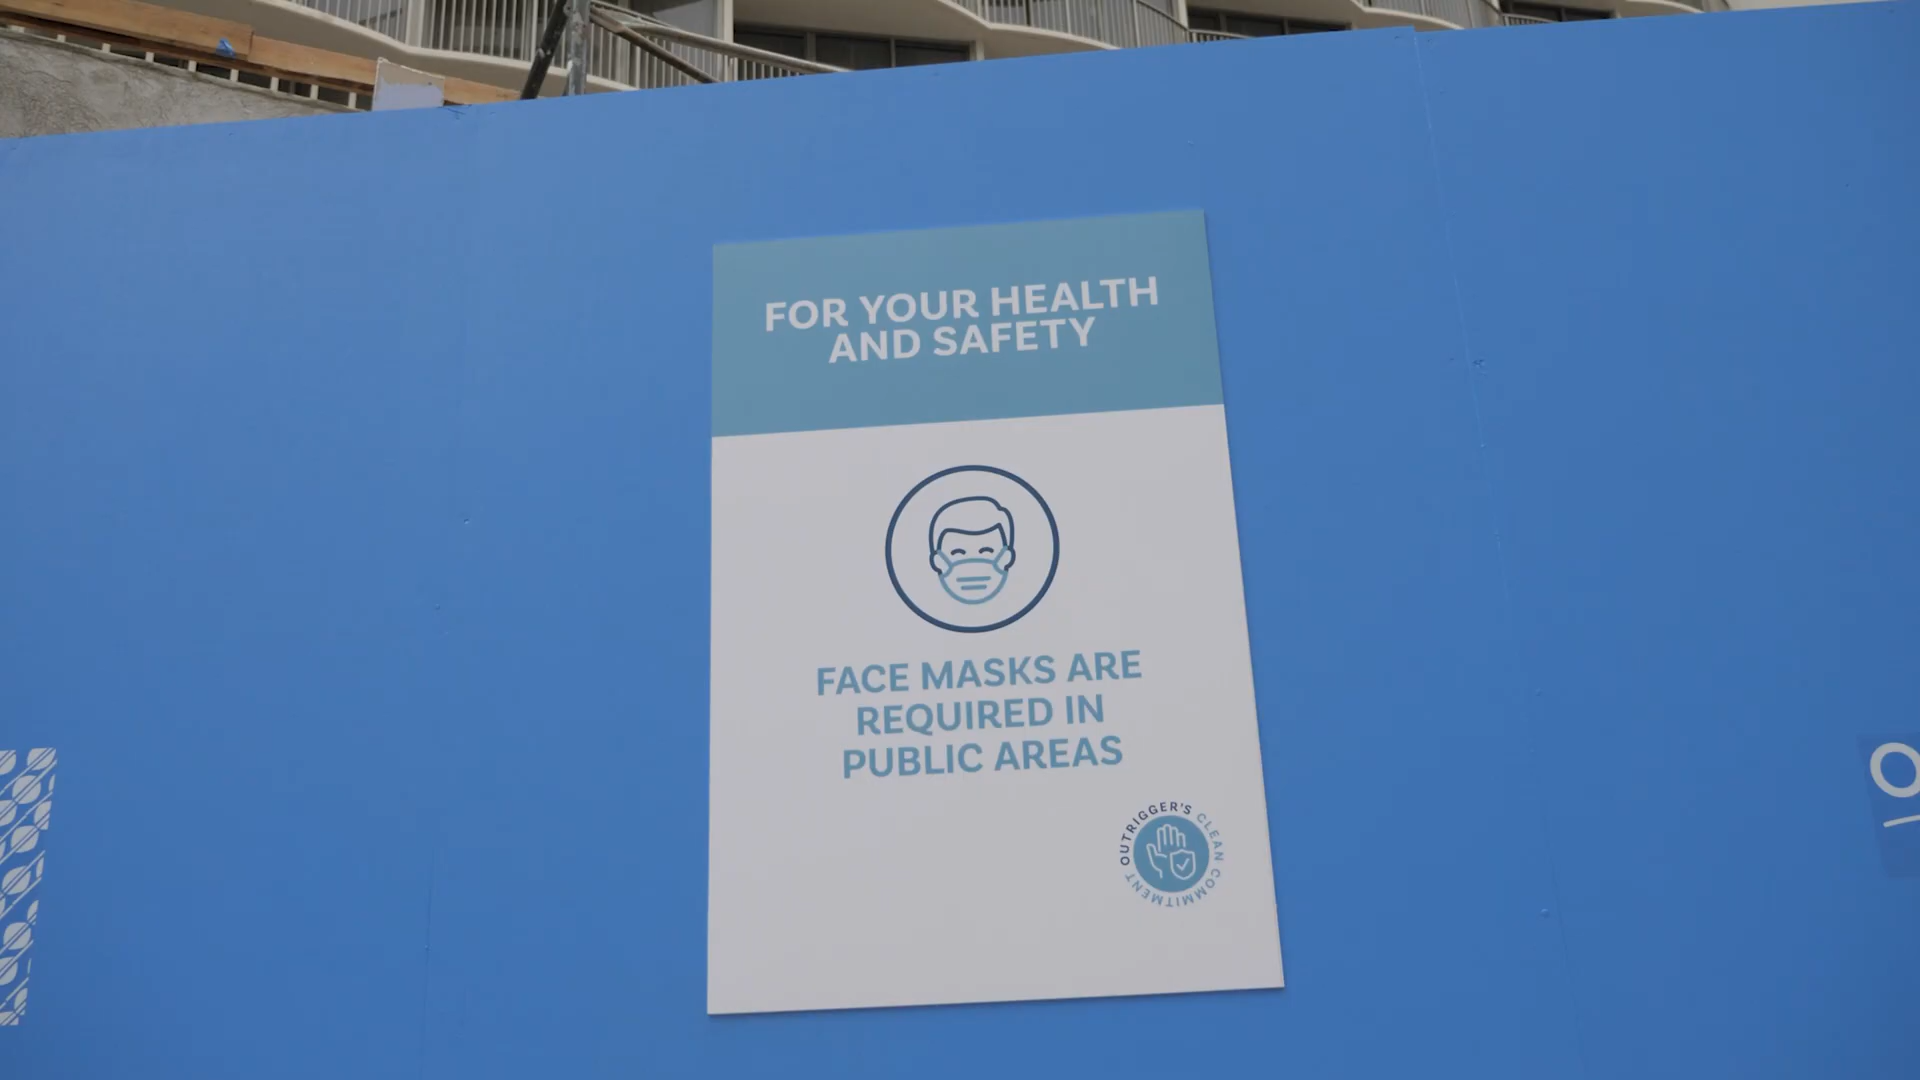 FOR YOUR HEALTH
AND SAFETY
FACE MASKS ARE
REQUIRED IN
PUBLIC AREAS
OUTRIGGER'S CLEAN COMMITMENT